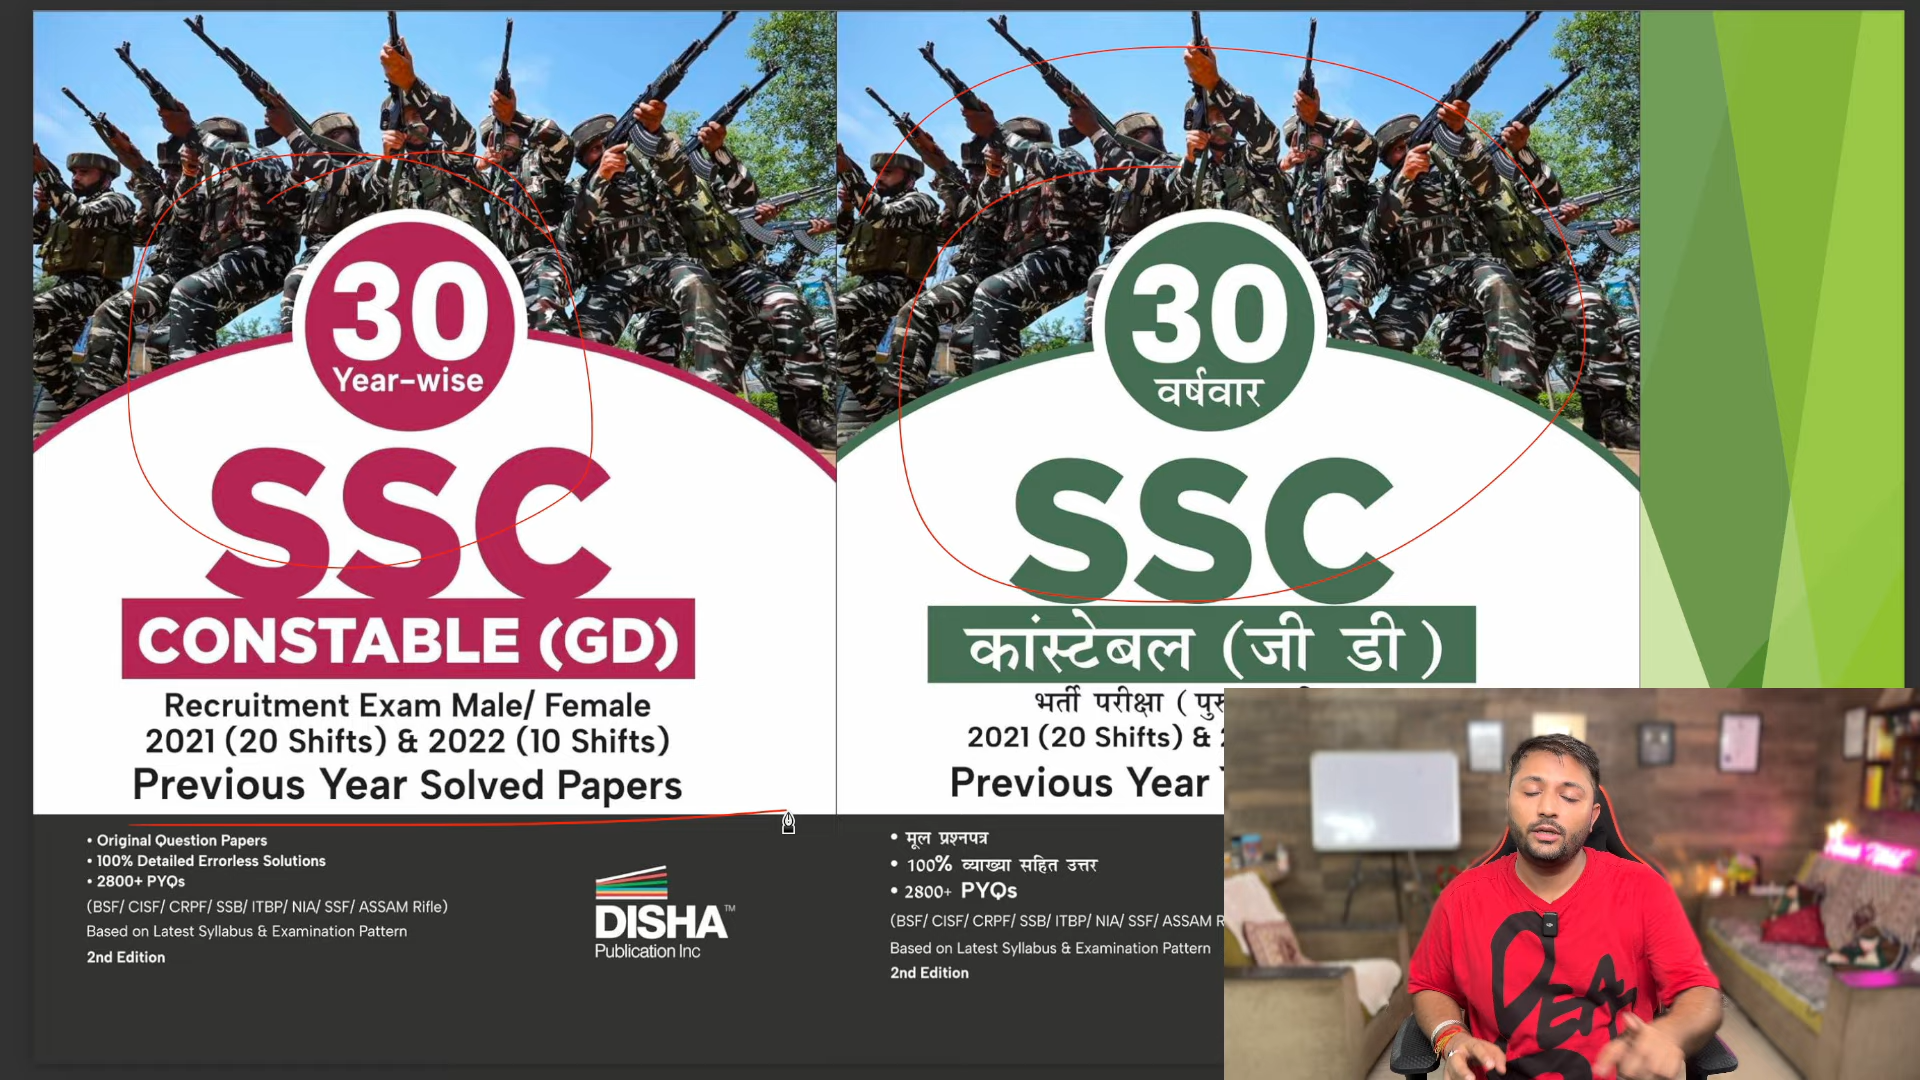 30
Year-wise
SSC
CONSTABLE (GD)
Recruitment Exam Male/ Female
2021 (20 Shifts) & 2022 (10 Shifts)
Previous Year Solved Papers
• Original Question Papers
• 100% Detailed Errorless Solutions
• 2800+ PYQs
(BSF/ CISF/ CRPF/ SSB/ ITBP/ NIA/ SSF/ ASSAM Rifle)
Based on Latest Syllabus & Examination Pattern
2nd Edition
DISHA™
Publication Inc
30
वर्षवार
SSC
कांस्टेबल (जी डी)
भर्ती परीक्षा (
2021 (20 Shifts) &
Previous Year
• मूल प्रश्नपत्र
• 100% व्याख्या सहित उत्तर
• 2800+ PYQs
(BSF/ CISF/ CRPF/ SSB/ ITBP/ NIA/ SSF/ ASSAM
Based on Latest Syllabus & Examination Pattern
2nd Edition